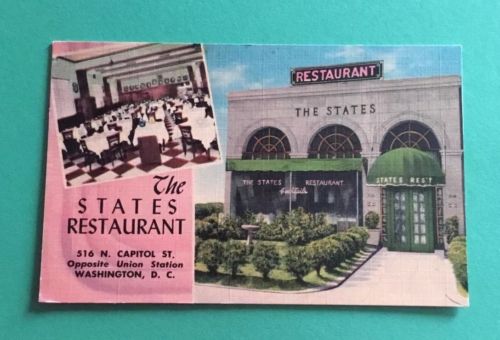 RESTAURANT
THE STATES
THE STATES RESTAURANT
Cocktails
STATES REST
The
STATES
RESTAURANT
516 N. CAPITOL ST.
Opposite Union Station
WASHINGTON, D. C.